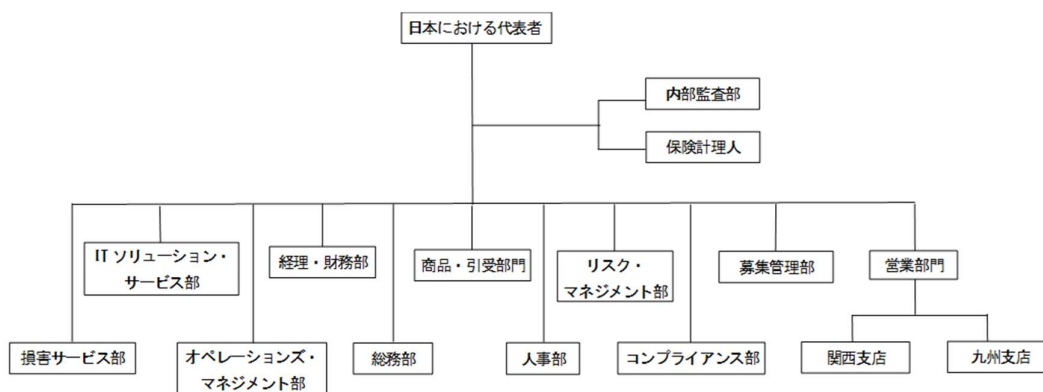 日本における代表者
内部監査部
保険計理人
IT ソリューション・
サービス部
経理・財務部
商品・引受部門
リスク・
マネジメント部
募集管理部
営業部門
損害サービス部
オペレーションズ・
マネジメント部
総務部
人事部
コンプライアンス部
関西支店
九州支店